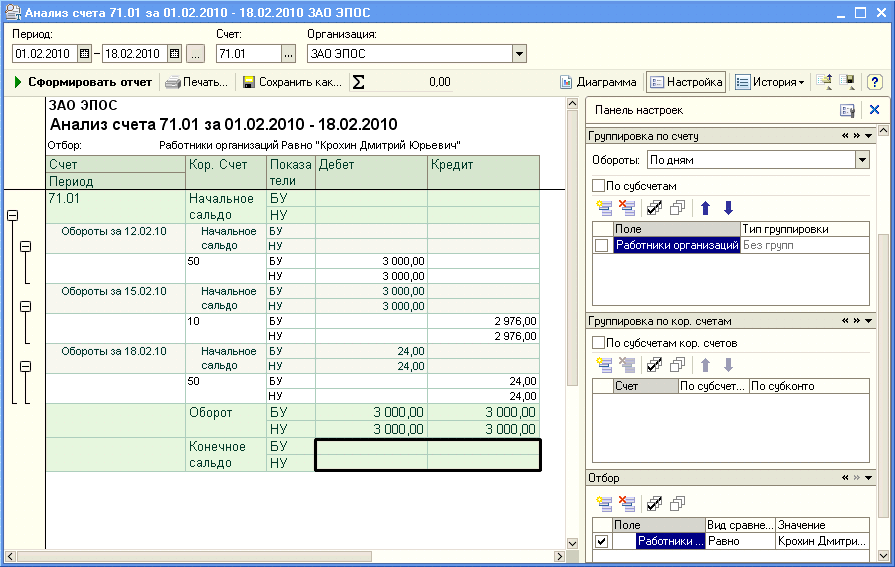 Анализ счета 71.01 за 01.02.2010 - 18.02.2010 ЗАО ЭПОС
Период: Счет: Организация:
01.02.2010 – 18.02.2010 ... 71.01 ... ЗАО ЭПОС
Сформировать отчет Печать... Сохранить как... Σ 0,00 Диаграмма Настройка История ?
ЗАО ЭПОС
Анализ счета 71.01 за 01.02.2010 - 18.02.2010
Отбор: Работники организаций Равно "Крохин Дмитрий Юрьевич"
Счет Кор. Счет Показа Дебет Кредит
Период тели
71.01 Начальное БУ
сальдо НУ
Обороты за 12.02.10 Начальное БУ
сальдо НУ
50 БУ 3 000,00
НУ 3 000,00
Обороты за 15.02.10 Начальное БУ 3 000,00
сальдо НУ 3 000,00
10 БУ 2 976,00
НУ 2 976,00
Обороты за 18.02.10 Начальное БУ 24,00
сальдо НУ 24,00
50 БУ 24,00
НУ 24,00
Оборот БУ 3 000,00 3 000,00
НУ 3 000,00 3 000,00
Конечное БУ
сальдо НУ
Панель настроек
Группировка по счету
Обороты: По дням
По субсчетам
Поле Тип группировки
Работники организаций Без групп
Группировка по кор. счетам
По субсчетам кор. счетов
Счет По субсчет... По субконто
Отбор
Поле Вид сравне... Значение
Работники ... Равно Крохин Дмитри...